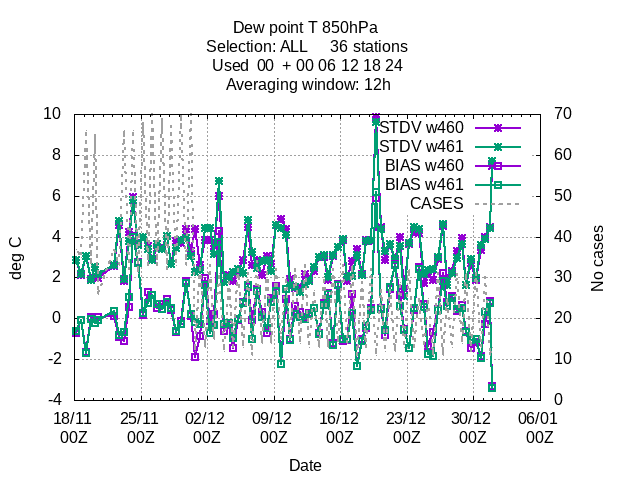 Dew point T 850hPa
Selection: ALL     36 stations
Used  00  + 00 06 12 18 24
Averaging window: 12h
10
8
6
4
2
0
-2
-4
deg C
70
60
50
40
30
20
10
0
No cases
STDV w460
STDV w461
BIAS w460
BIAS w461
CASES
18/11 25/11 02/12 09/12 16/12 23/12 30/12 06/01
00Z 00Z 00Z 00Z 00Z 00Z 00Z 00Z
Date